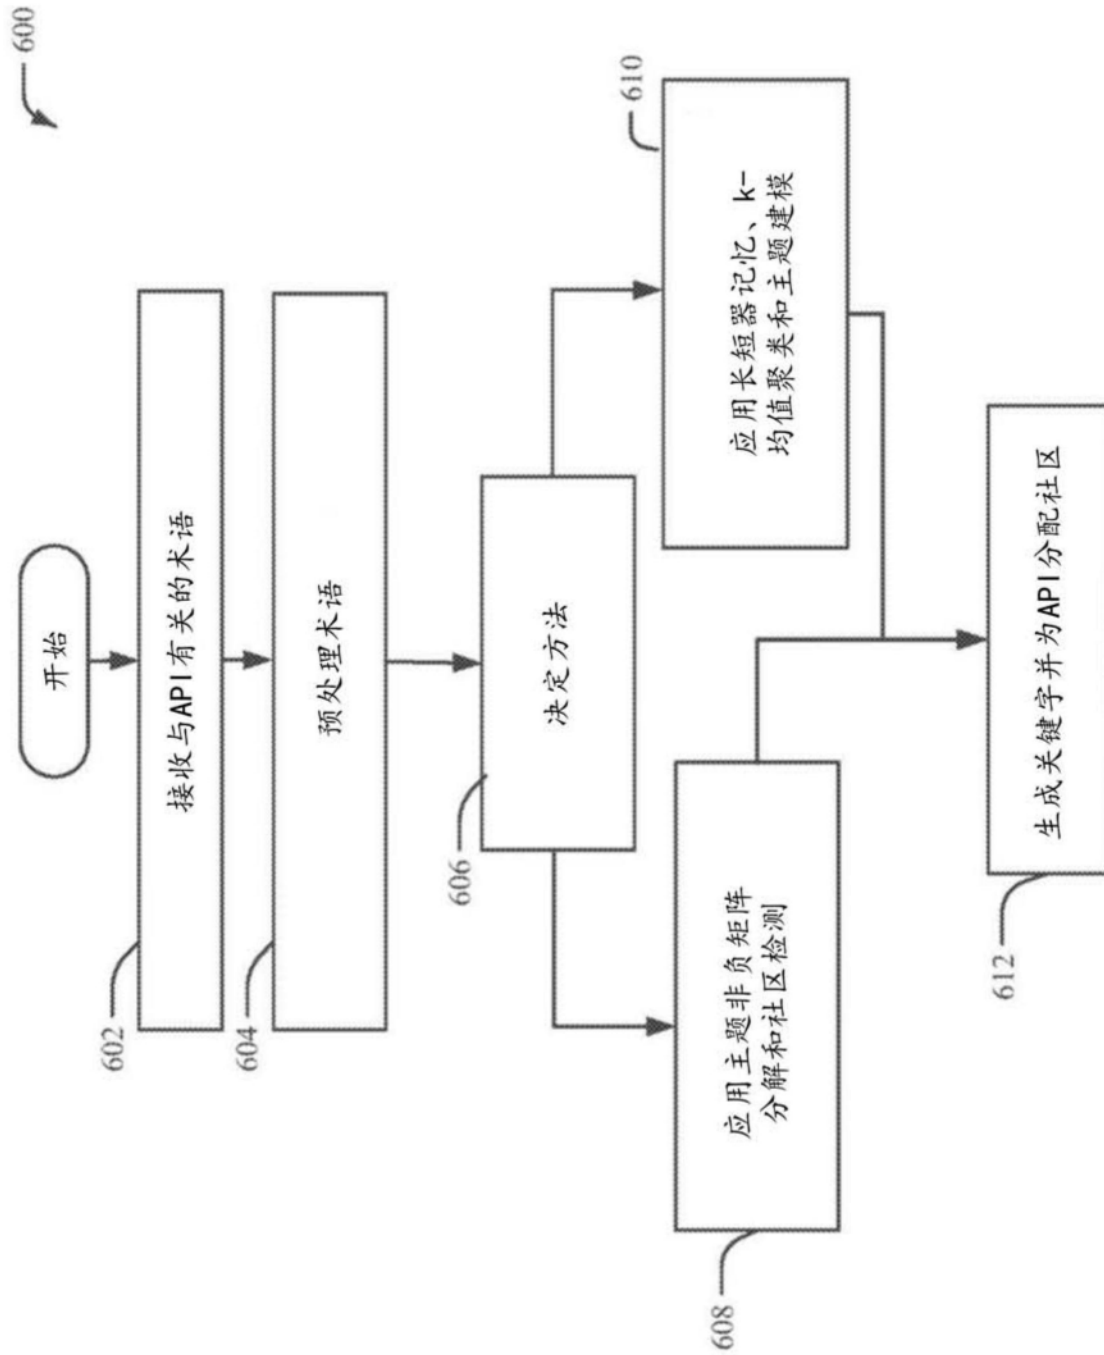 600
开始
接收与API有关的术语
602
预处理术语
604
决定方法
606
应用主题非负矩阵
分解和社区检测
608
应用长短器记忆、k-
均值聚类和主题建模
610
生成关键字并为API分配社区
612